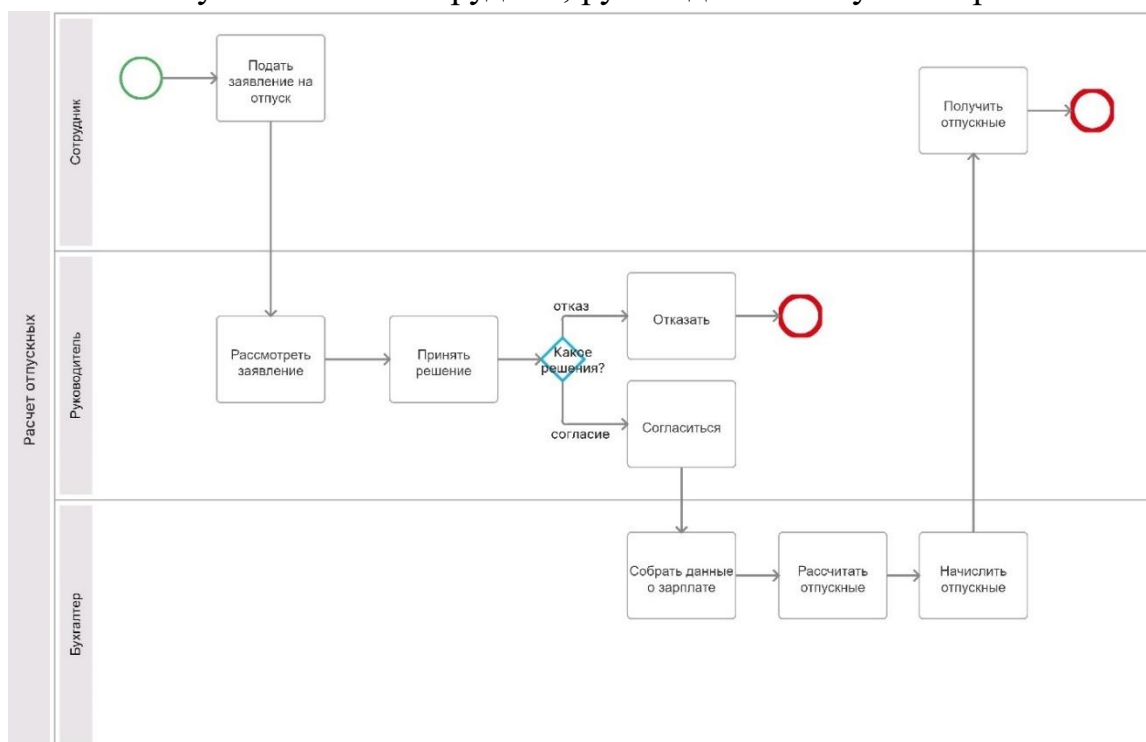 Расчет отпускных
Сотрудник
Подать
заявление на
отпуск
Получить
отпускные
Руководитель
Рассмотреть
заявление
Принять
решение
Какое
решения?
отказ
Отказать
согласие
Согласиться
Бухгалтер
Собрать данные
о зарплате
Рассчитать
отпускные
Начислить
отпускные